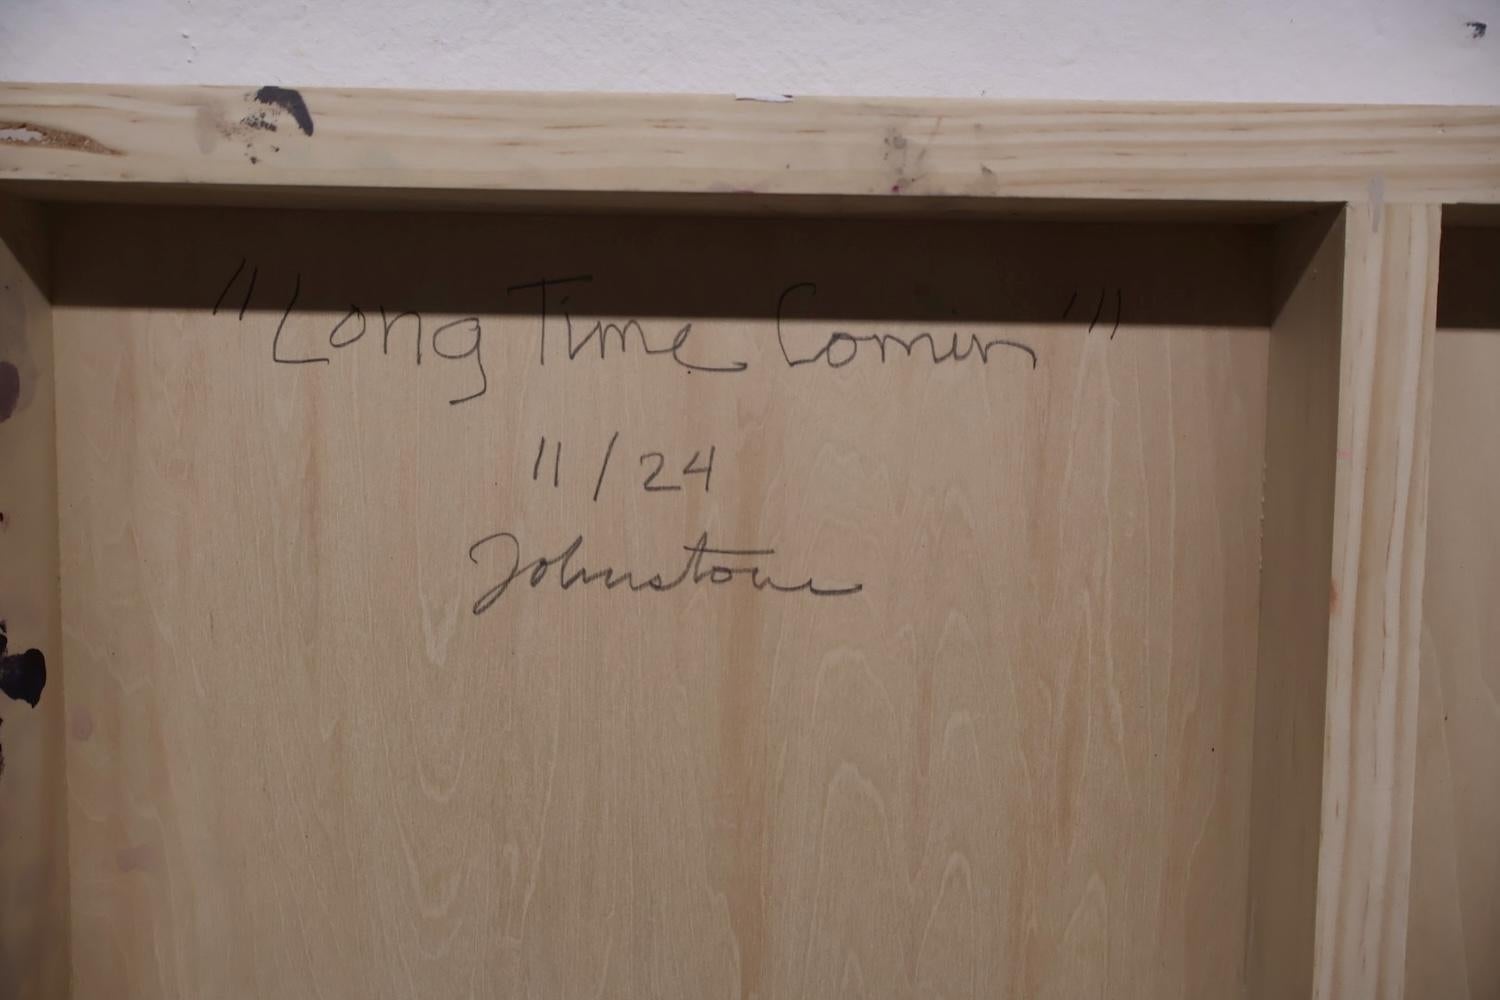 "Long Time Comin'"
11/24
Johnstone